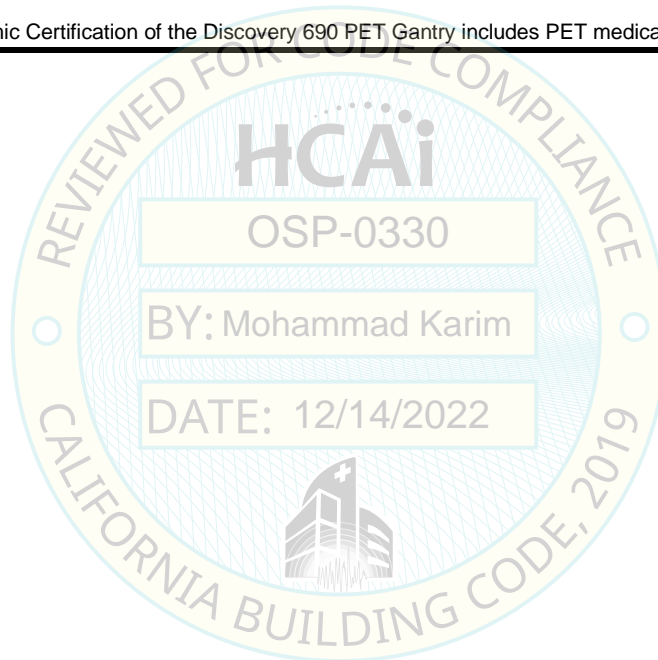 nic Certification of the Discovery 690 PET Gantry includes PET medica
REVIEWED FOR CODE COMPLIANCE
HCAi
OSP-0330
BY: Mohammad Karim
DATE: 12/14/2022
CALIFORNIA BUILDING CODE, 2019